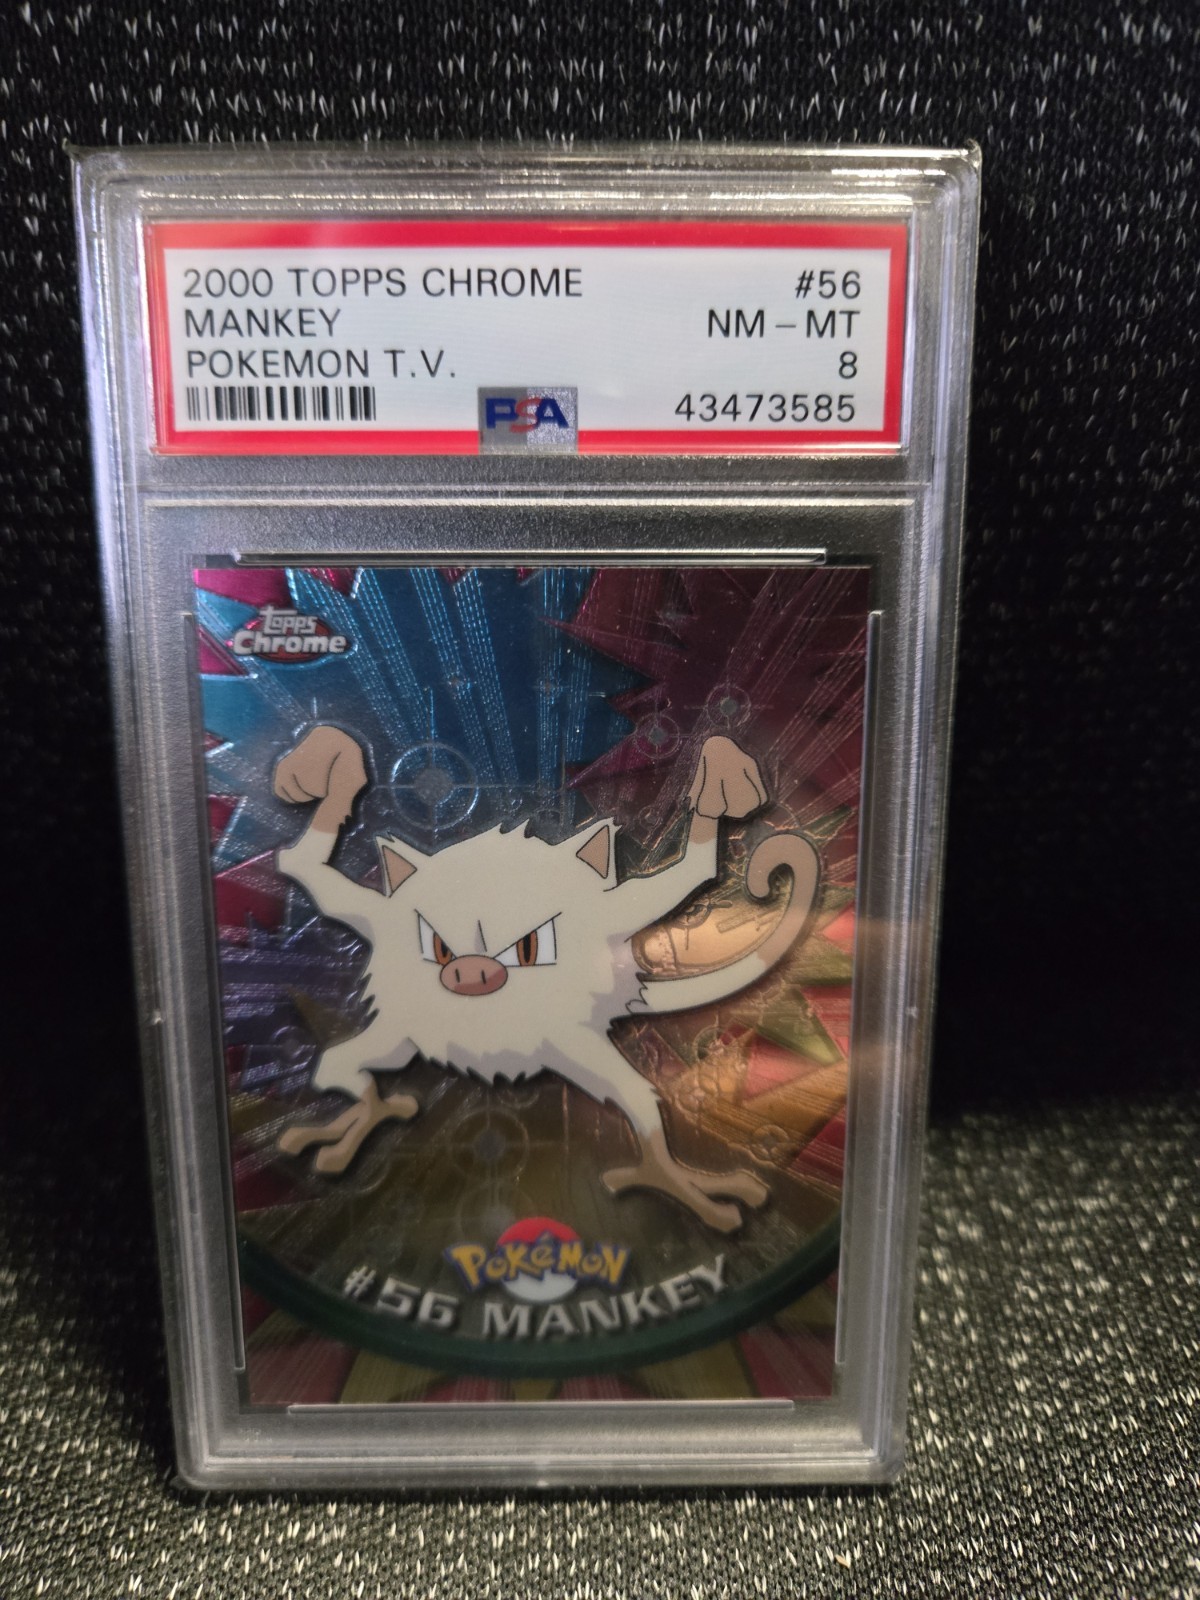 2000 TOPPS CHROME #56
MANKEY NM - MT
POKEMON T.V. 8
PSA 43473585
Topps
Chrome
POKéMON
#56 MANKEY